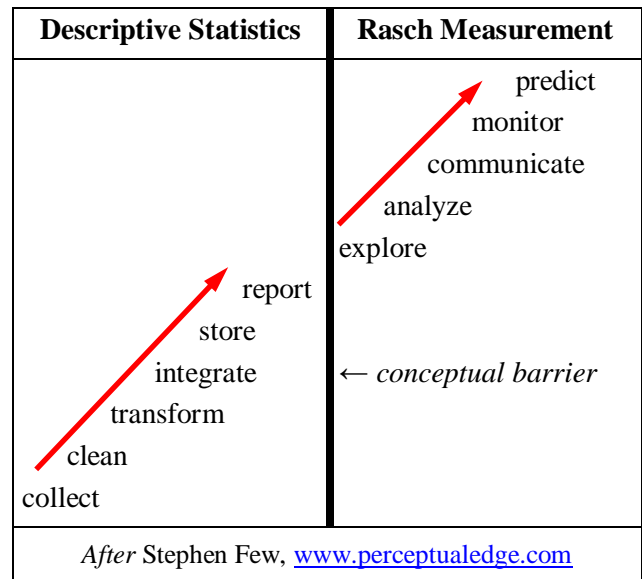 Descriptive Statistics
Rasch Measurement
predict
monitor
communicate
analyze
explore
report
store
integrate
← conceptual barrier
transform
clean
collect
After Stephen Few, www.perceptualedge.com